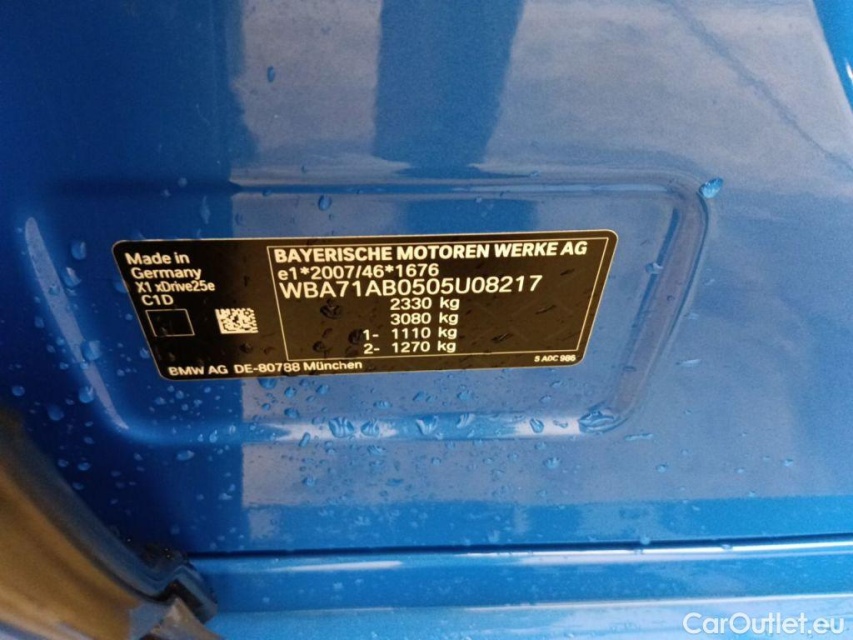 Made in
Germany
X1 xDrive25e
C1D
BAYERISCHE MOTOREN WERKE AG
e1*2007/46*1676
WBA71AB0505U08217
2330 kg
3080 kg
1- 1110 kg
2- 1270 kg
BMW AG DE-80788 München
5 A0C 986
CarOutlet.eu